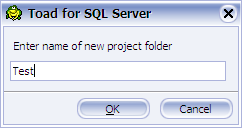 Toad for SQL Server
Enter name of new project folder
Test
OK
Cancel